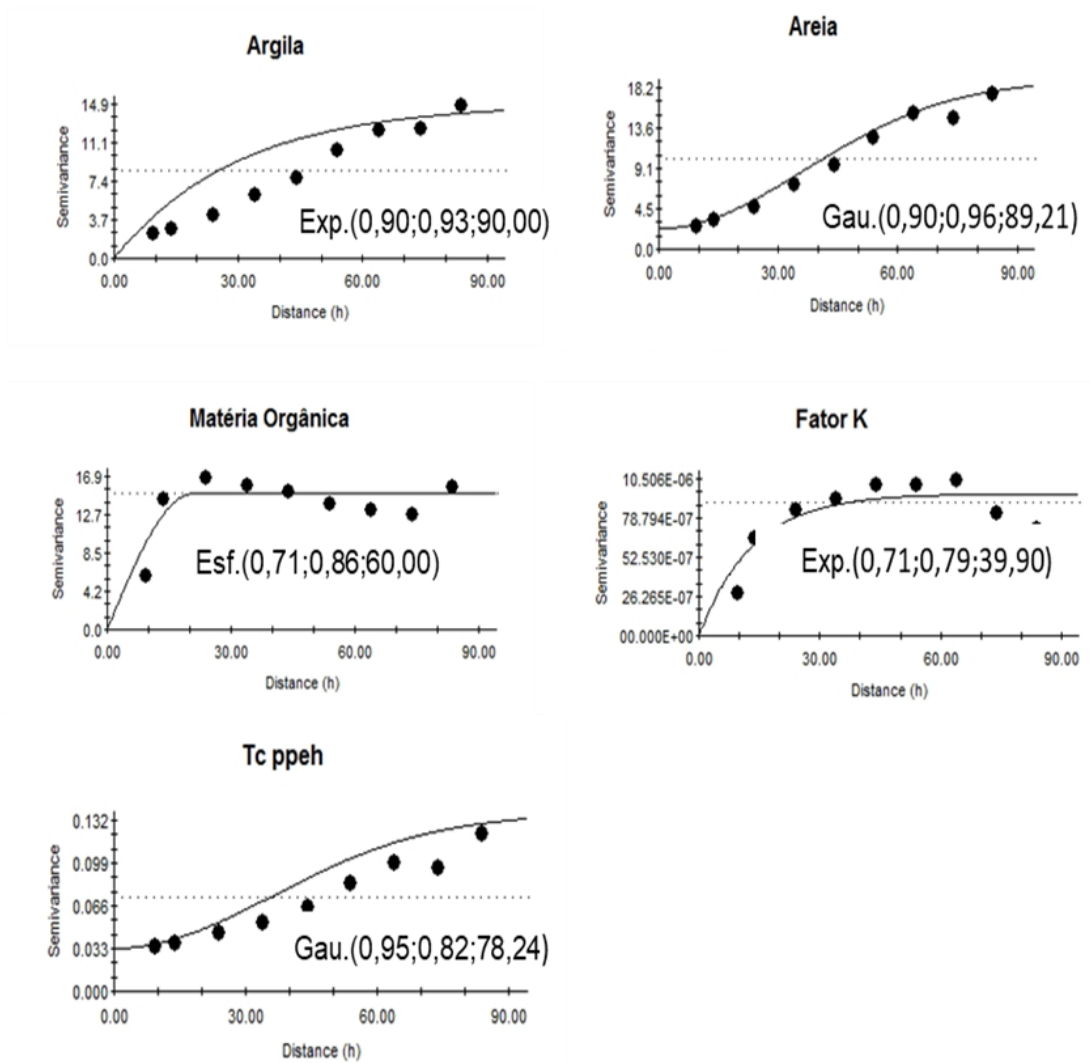 Argila
Semivariance
14.9
11.1
7.4
3.7
0.0
Exp.(0,90;0,93;90,00)
0.00 30.00 60.00 90.00
Distance (h)
Areia
Semivariance
18.2
13.6
9.1
4.5
0.0
Gau.(0,90;0,96;89,21)
0.00 30.00 60.00 90.00
Distance (h)
Matéria Orgânica
Semivariance
16.9
12.7
8.5
4.2
0.0
Esf.(0,71;0,86;60,00)
0.00 30.00 60.00 90.00
Distance (h)
Fator K
Semivariance
10.506E-06
78.794E-07
52.530E-07
26.265E-07
00.000E+00
Exp.(0,71;0,79;39,90)
0.00 30.00 60.00 90.00
Distance (h)
Tc ppeh
Semivariance
0.132
0.099
0.066
0.033
0.000
Gau.(0,95;0,82;78,24)
0.00 30.00 60.00 90.00
Distance (h)